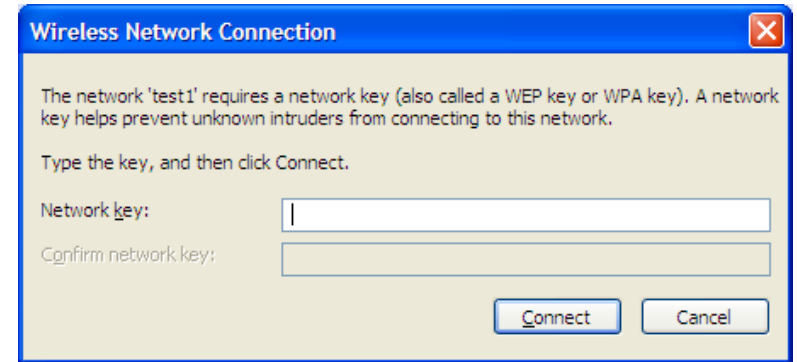 Wireless Network Connection
The network 'test1' requires a network key (also called a WEP key or WPA key). A network
key helps prevent unknown intruders from connecting to this network.
Type the key, and then click Connect.
Network key:
Confirm network key:
Connect Cancel